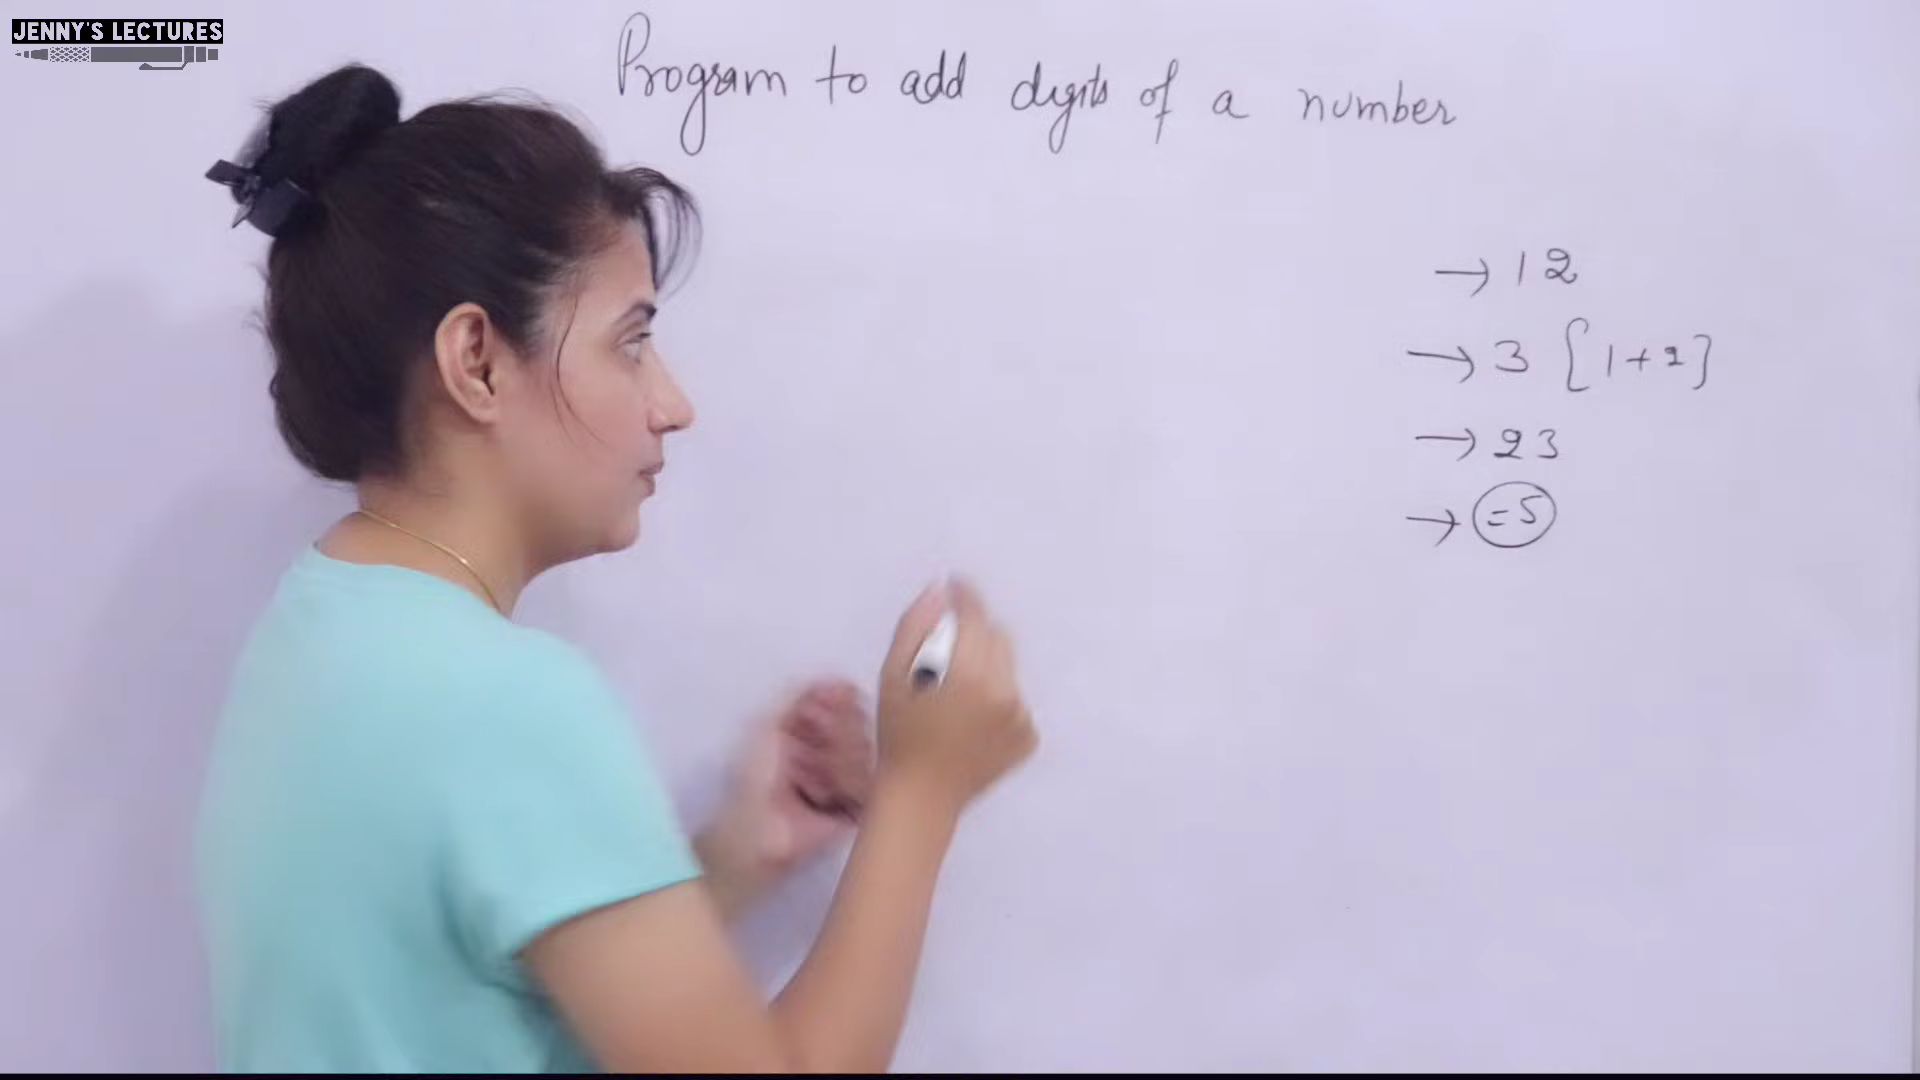 JENNY'S LECTURES
Program to add digits of a number
→ 12
→ 3 [1+2]
→ 23
→ =5